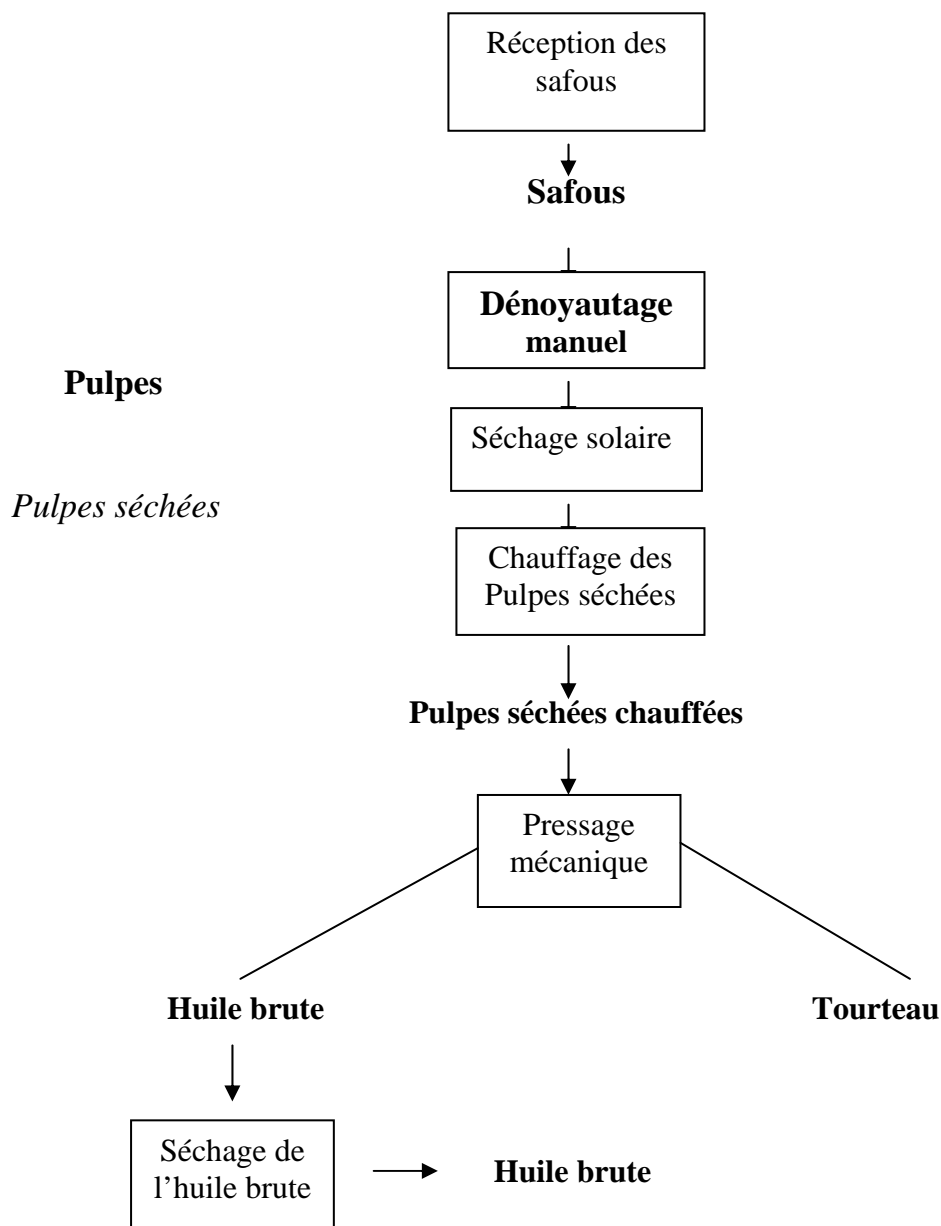 Réception des
safous
Safous
Dénoyautage
manuel
Pulpes
Séchage solaire
Pulpes séchées
Chauffage des
Pulpes séchées
Pulpes séchées chauffées
Pressage
mécanique
Huile brute
Tourteau
Séchage de
l’huile brute
Huile brute